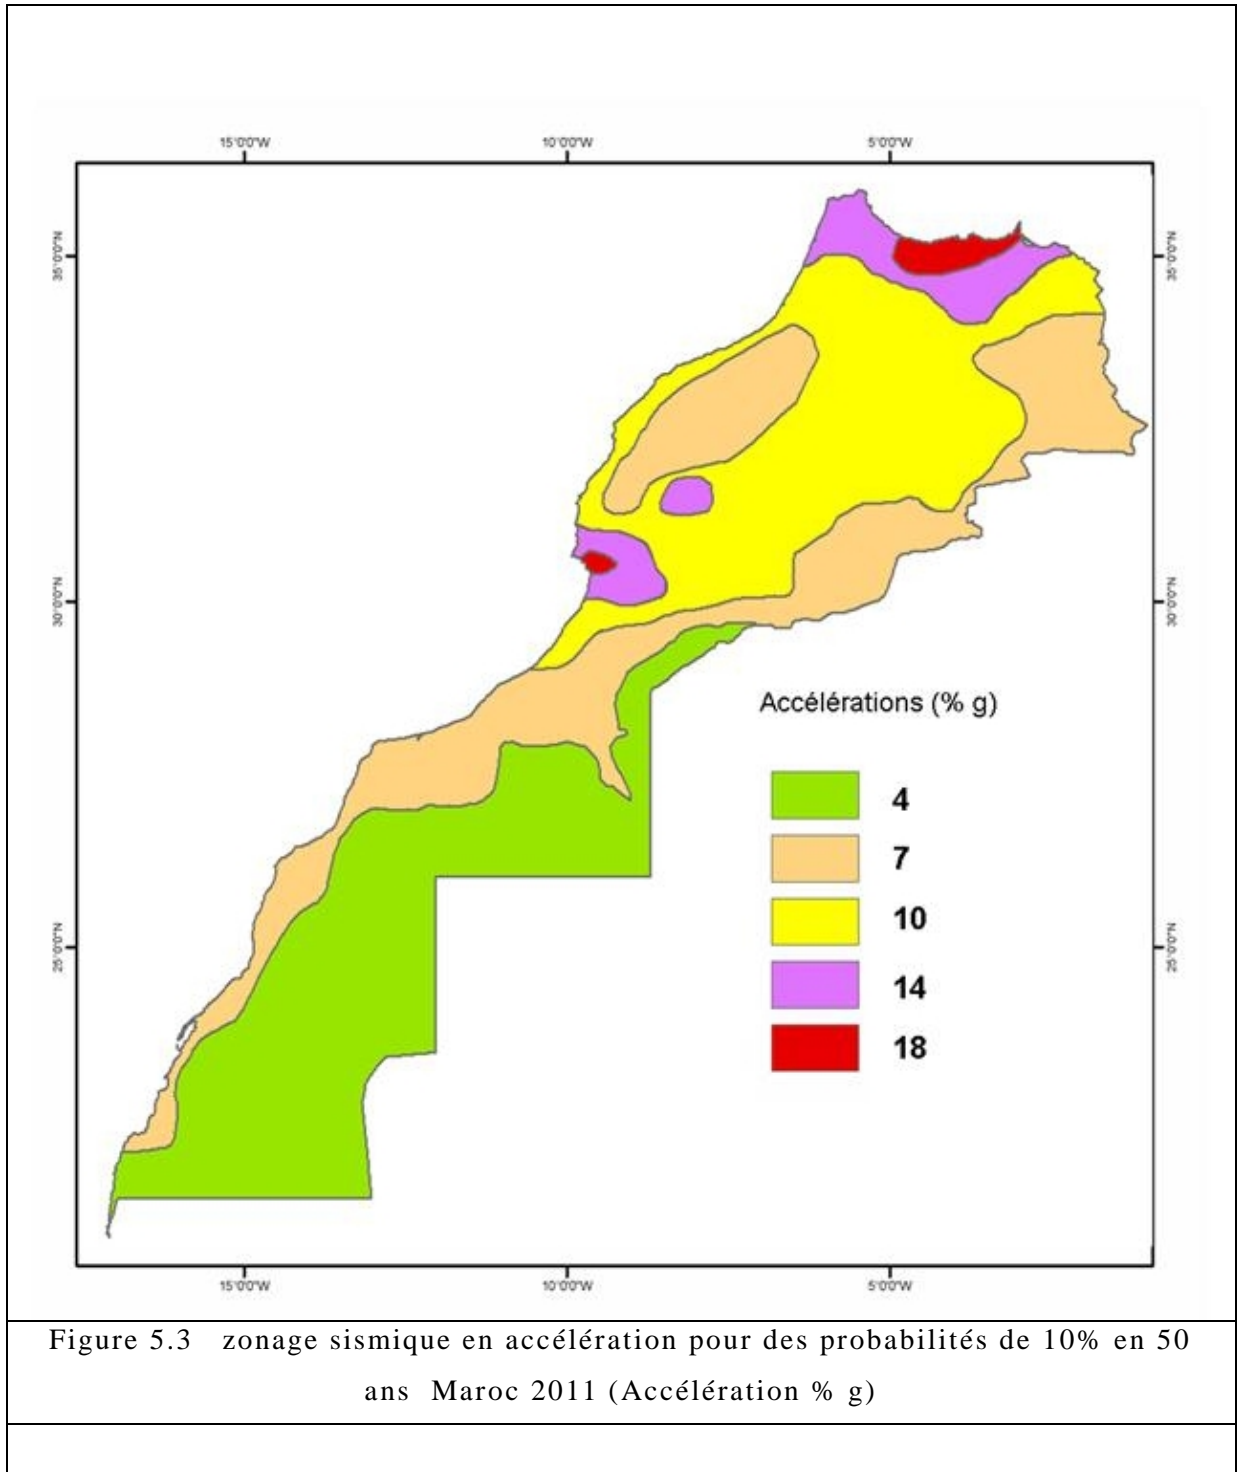 15°0'0"W 10°0'0"W 5°0'0"W
35°0'0"N 35°0'0"N
30°0'0"N 30°0'0"N
Accélérations (% g)
4
7
10
14
18
25°0'0"N 25°0'0"N
15°0'0"W 10°0'0"W 5°0'0"W
Figure 5.3 zonage sismique en accélération pour des probabilités de 10% en 50
ans Maroc 2011 (Accélération % g)